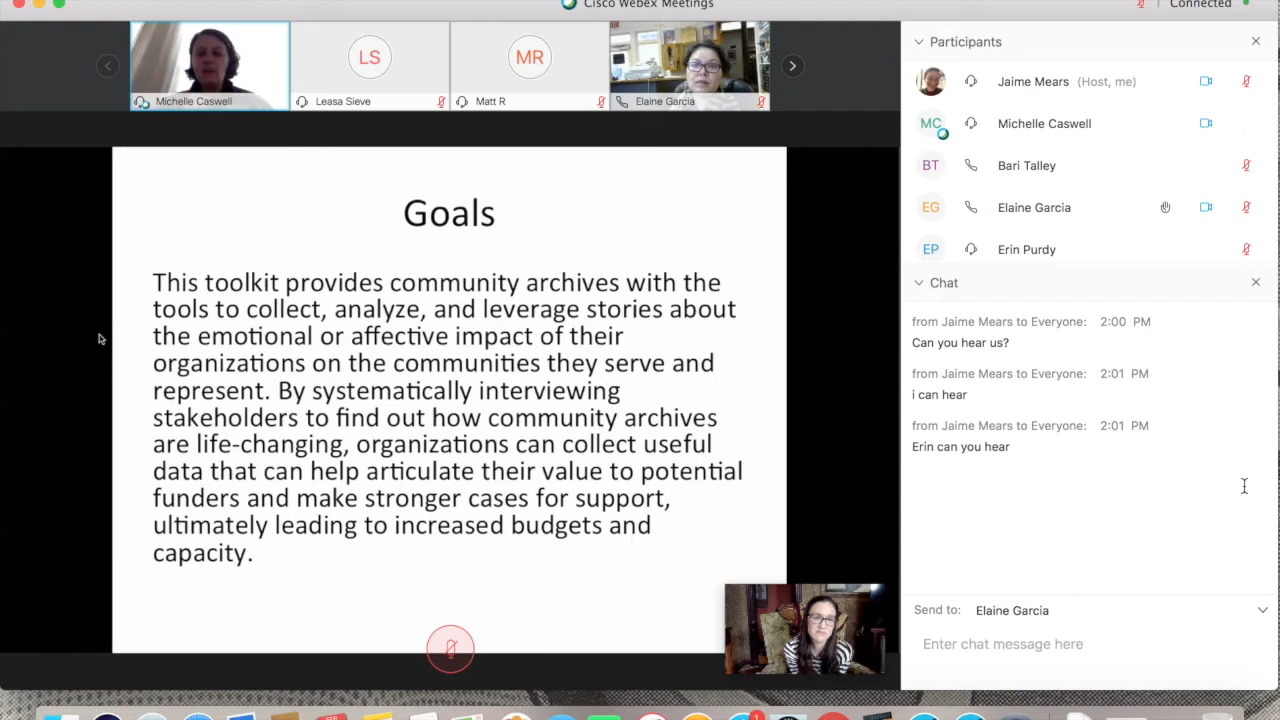 Cisco Webex Meetings
Connected
LS
MR
Michelle Caswell
Leasa Sieve
Matt R
Elaine Garcia
Goals
This toolkit provides community archives with the
tools to collect, analyze, and leverage stories about
the emotional or affective impact of their
organizations on the communities they serve and
represent. By systematically interviewing
stakeholders to find out how community archives
are life-changing, organizations can collect useful
data that can help articulate their value to potential
funders and make stronger cases for support,
ultimately leading to increased budgets and
capacity.
Participants
Jaime Mears (Host, me)
MC Michelle Caswell
BT Bari Talley
EG Elaine Garcia
EP Erin Purdy
Chat
from Jaime Mears to Everyone: 2:00 PM
Can you hear us?
from Jaime Mears to Everyone: 2:01 PM
i can hear
from Jaime Mears to Everyone: 2:01 PM
Erin can you hear
Send to: Elaine Garcia
Enter chat message here